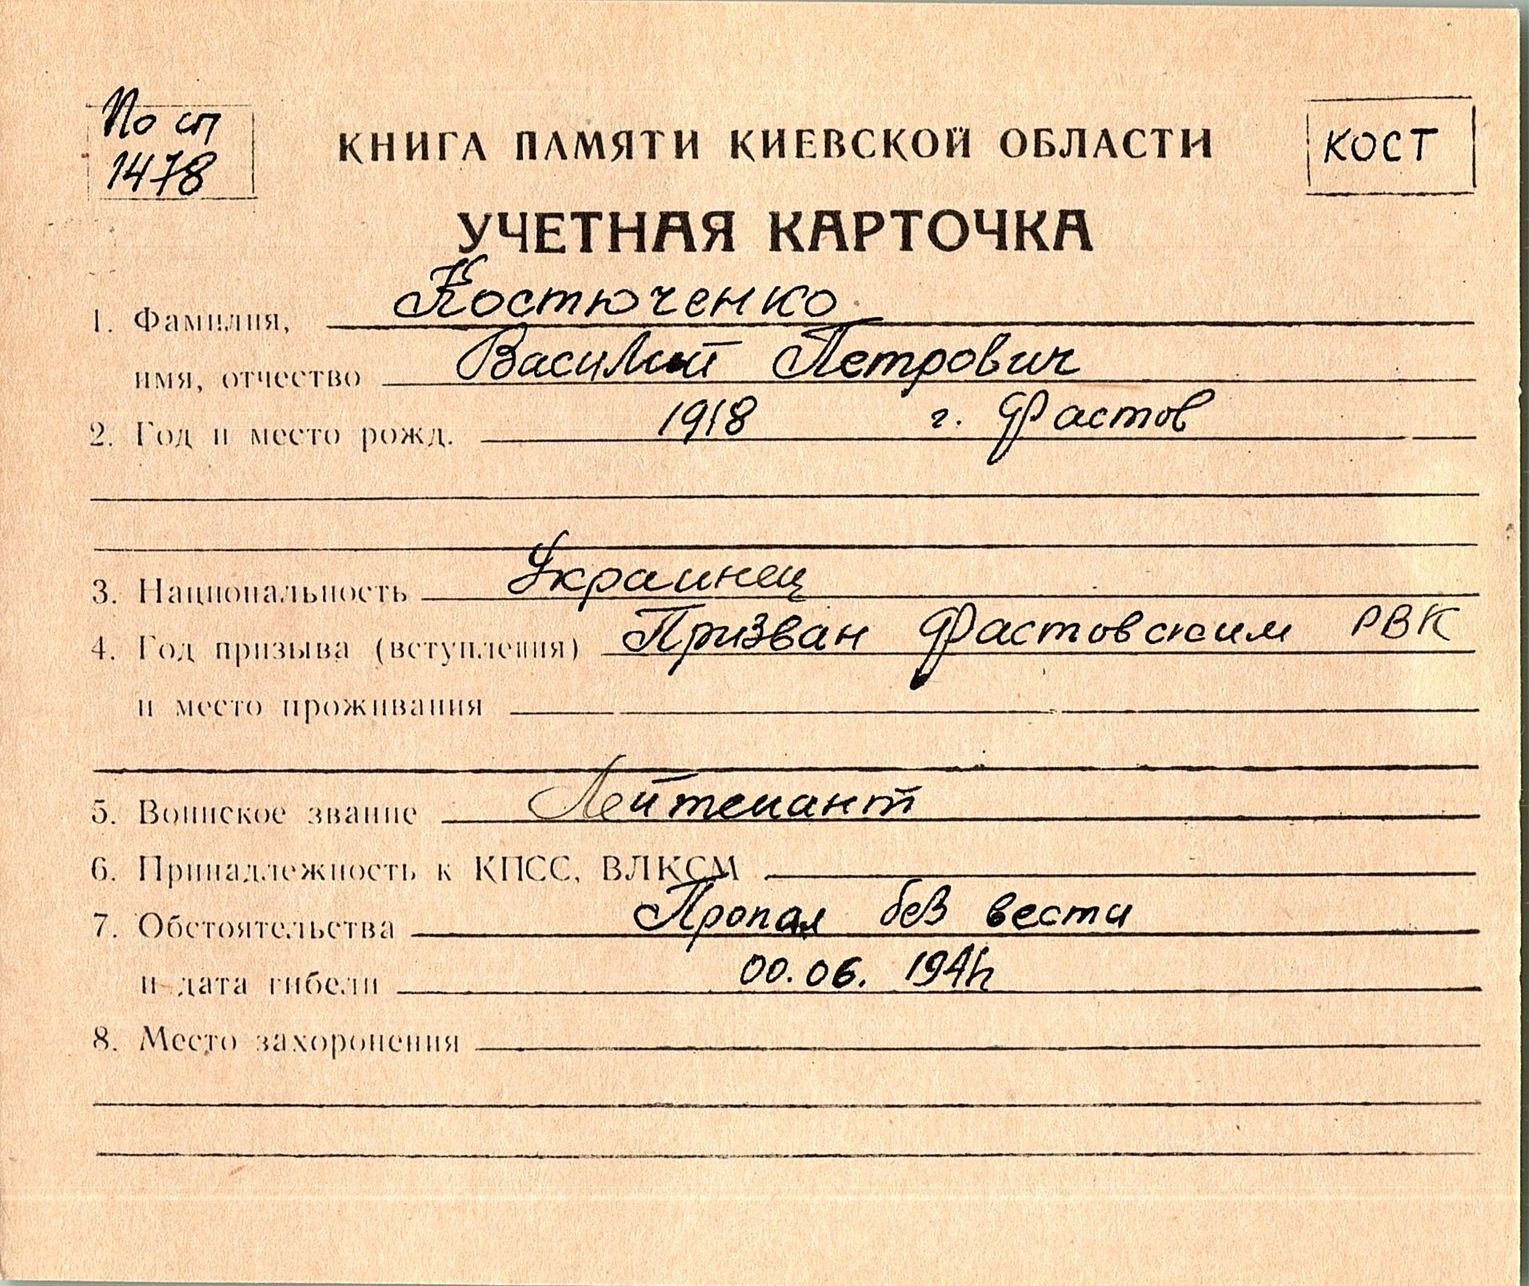 По сп
1478
КНИГА ПАМЯТИ КИЕВСКОЙ ОБЛАСТИ
КОСТ
УЧЕТНАЯ КАРТОЧКА
1. Фамилия, Костюченко
имя, отчество Василий Петрович
2. Год и место рожд. 1918 г. Фастов
3. Национальность Украинец
4. Год призыва (вступления) Призван Фастовским РВК
и место проживания
5. Воинское звание Лейтенант
6. Принадлежность к КПСС, ВЛКСМ
7. Обстоятельства Пропал без вести
и дата гибели 00.06. 1944
8. Место захоронения